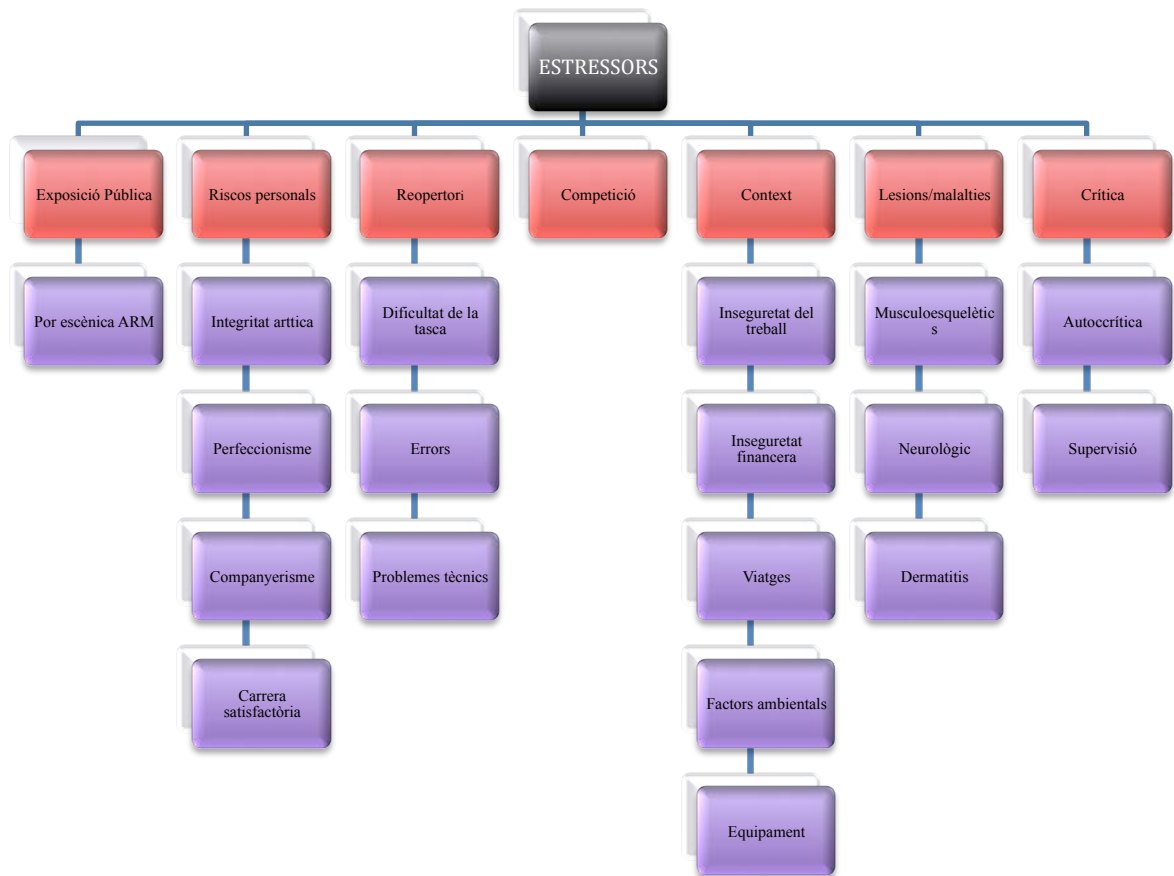 ESTRESSORS
Exposició Pública
Riscos personals
Reopertori
Competició
Context
Lesions/malalties
Crítica
Por escènica ARM
Integritat arttica
Dificultat de la
tasca
Inseguretat del
treball
Musculoesquelètic
s
Autoccrítica
Perfeccionisme
Errors
Inseguretat
financera
Neurològic
Supervisió
Companyerisme
Problemes tècnics
Viatges
Dermatitis
Carrera
satisfactòria
Factors ambientals
Equipament